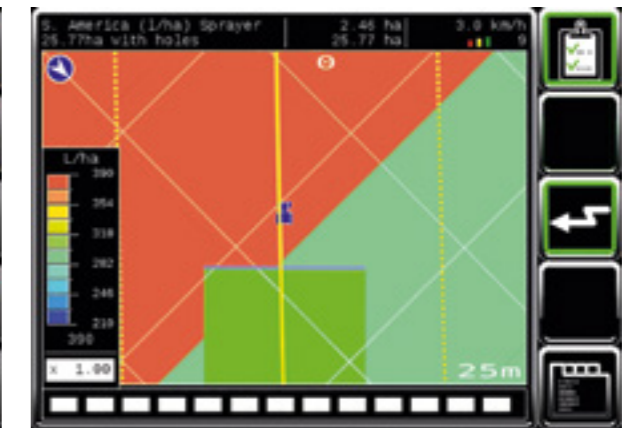 S. America (l/ha) Sprayer
25.77ha with holes
2.46 ha
25.77 ha
3.0 km/h
9
0
L/ha
390
354
318
282
246
210
390
x 1.00
25m